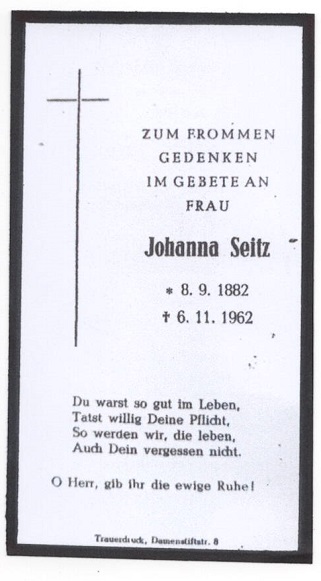 ZUM FROMMEN
GEDENKEN
IM GEBETE AN
FRAU
Johanna Seitz
* 8. 9. 1882
† 6. 11. 1962
Du warst so gut im Leben,
Tatst willig Deine Pflicht,
So werden wir, die leben,
Auch Dein vergessen nicht.
O Herr, gib ihr die ewige Ruhe!
Trauerdruck, Damenstiftstr. 8